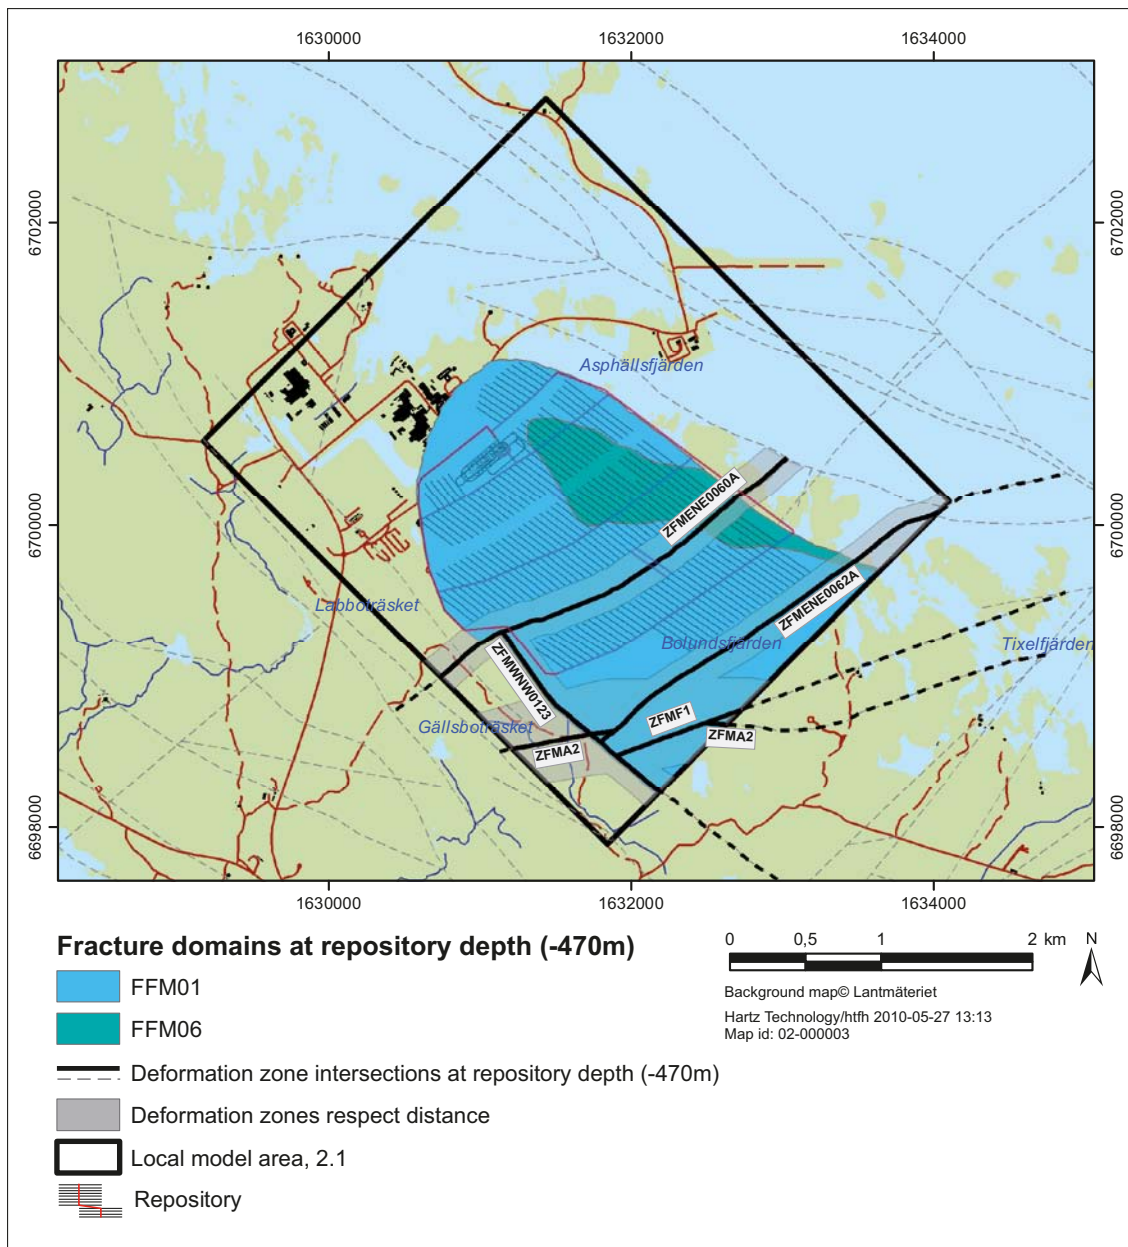 1630000
1632000
1634000
6702000
6702000
Asphällsfjärden
ZFMENE0060A
6700000
6700000
ZFMENE0062A
Labboträsket
Bolundsfjärden
Tixelfjärden
ZFMWNW0123
Gällsboträsket
ZFMF1
ZFMA2
ZFMA2
6698000
6698000
1630000
1632000
1634000
Fracture domains at repository depth (-470m)
FFM01
FFM06
Deformation zone intersections at repository depth (-470m)
Deformation zones respect distance
Local model area, 2.1
Repository
0 0,5 1 2 km
N
Background map© Lantmäteriet
Hartz Technology/htfh 2010-05-27 13:13
Map id: 02-000003